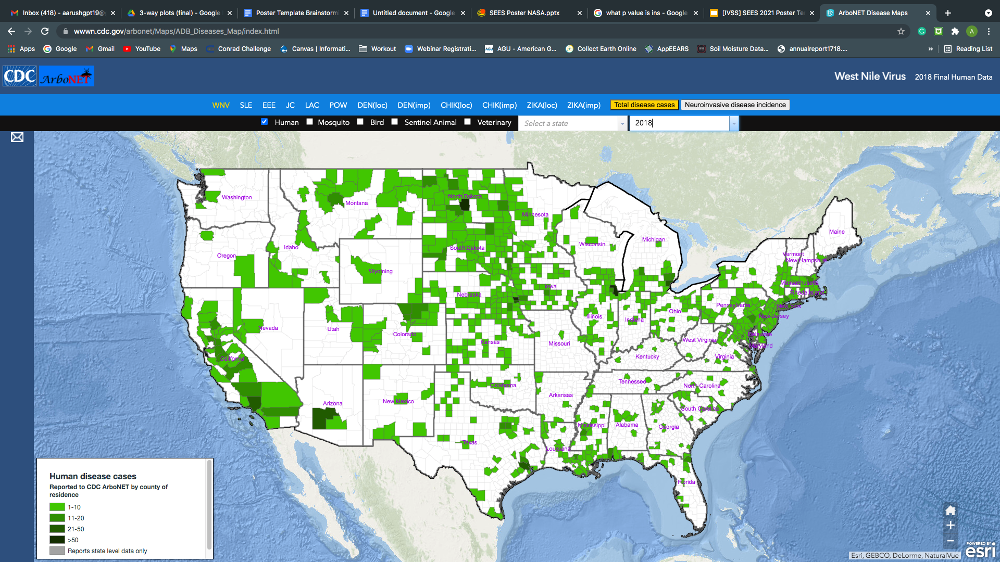 Inbox (418) - aarushgpt19@
3-way plots (final) - Google
Poster Template Brainstorm
Untitled document - Google
SEES Poster NASA.pptx
what p value is ins - Google
[IVSS] SEES 2021 Poster Te
ArboNET Disease Maps
wwwn.cdc.gov/arbonet/Maps/ADB_Diseases_Map/index.html
A
Apps
Google
Gmail
YouTube
Maps
Conrad Challenge
Canvas | Informati...
Workout
Webinar Registrati...
AGU
AGU - American G...
Collect Earth Online
AppEEARS
Soil Moisture Data...
annualreport1718....
»
Reading List
CDC
ArboNET
West Nile Virus
2018 Final Human Data
WNV
SLE
EEE
JC
LAC
POW
DEN(loc)
DEN(imp)
CHIK(loc)
CHIK(imp)
ZIKA(loc)
ZIKA(imp)
Total disease cases
Neuroinvasive disease incidence
Human
Mosquito
Bird
Sentinel Animal
Veterinary
Select a state
2018
Washington
Montana
North Dakota
Minnesota
Maine
Oregon
Idaho
South Dakota
Wisconsin
Michigan
Vermont
New Hampshire
Wyoming
Massachusetts
Rhode Island
Nebraska
Iowa
Pennsylvania
New York
New Jersey
Nevada
Utah
Colorado
Illinois
Indiana
Ohio
Delaware
Maryland
West Virginia
Kansas
Missouri
Kentucky
Virginia
California
Oklahoma
Tennessee
North Carolina
Arizona
New Mexico
Arkansas
South Carolina
Mississippi
Alabama
Georgia
Texas
Louisiana
Florida
Human disease cases
Reported to CDC ArboNET by county of
residence
1-10
11-20
21-50
>50
Reports state level data only
+
−
POWERED BY
esri
Esri, GEBCO, DeLorme, NaturalVue